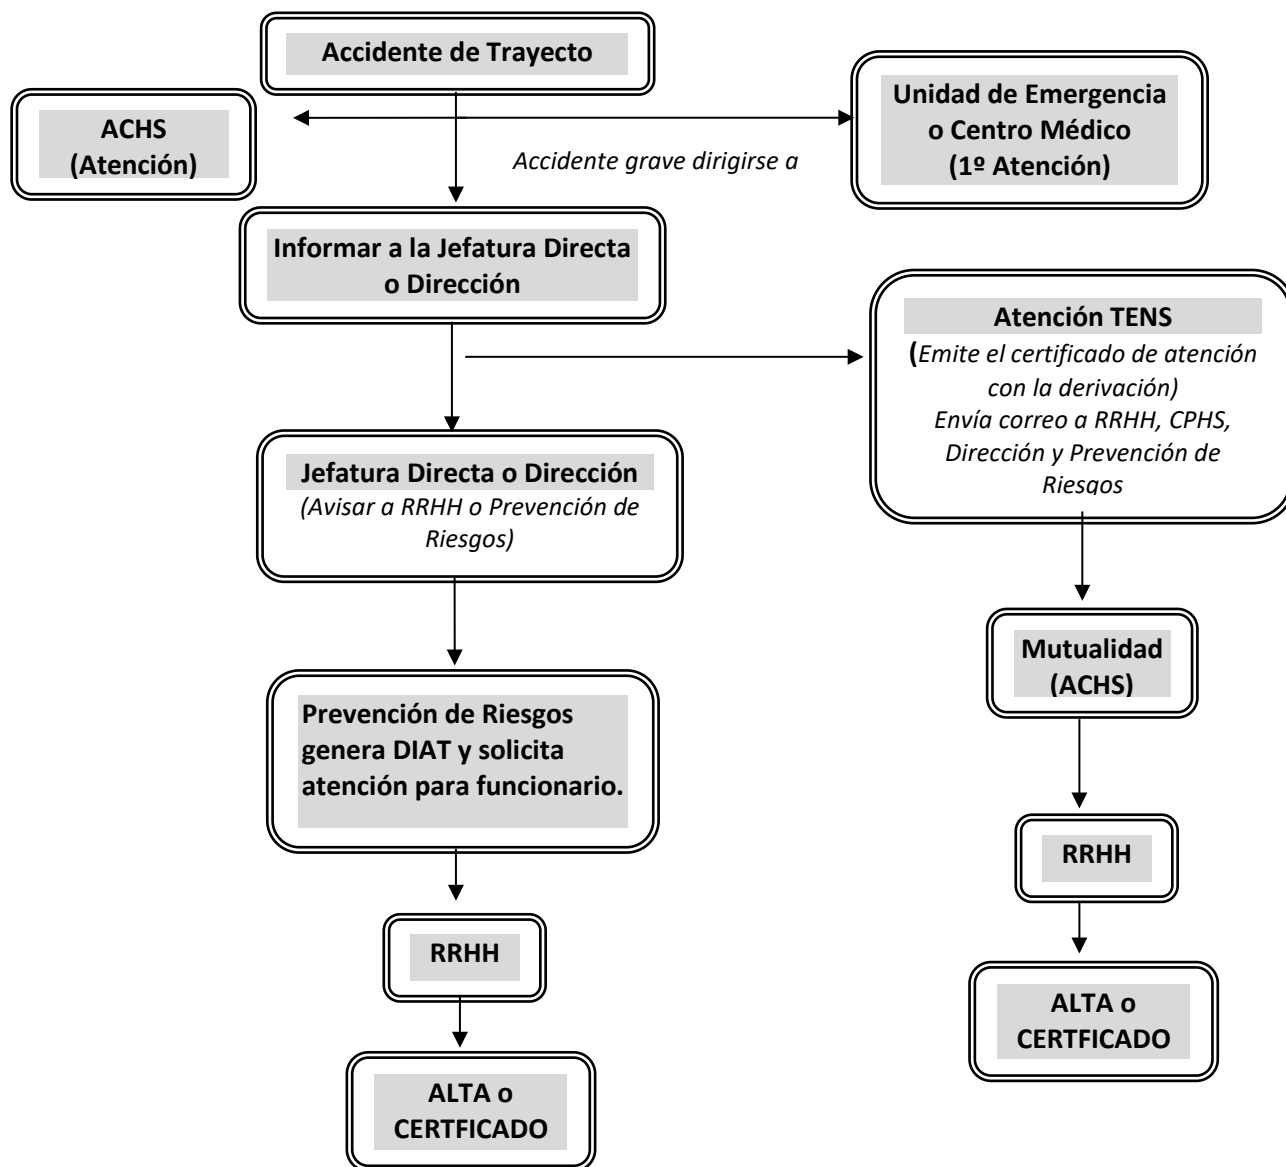 Accidente de Trayecto
ACHS
(Atención)
Unidad de Emergencia
o Centro Médico
(1º Atención)
Accidente grave dirigirse a
Informar a la Jefatura Directa
o Dirección
Atención TENS
(Emite el certificado de atención
con la derivación)
Envía correo a RRHH, CPHS,
Dirección y Prevención de
Riesgos
Jefatura Directa o Dirección
(Avisar a RRHH o Prevención de
Riesgos)
Mutualidad
(ACHS)
Prevención de Riesgos
genera DIAT y solicita
atención para funcionario.
RRHH
RRHH
ALTA o
CERTFICADO
ALTA o
CERTFICADO